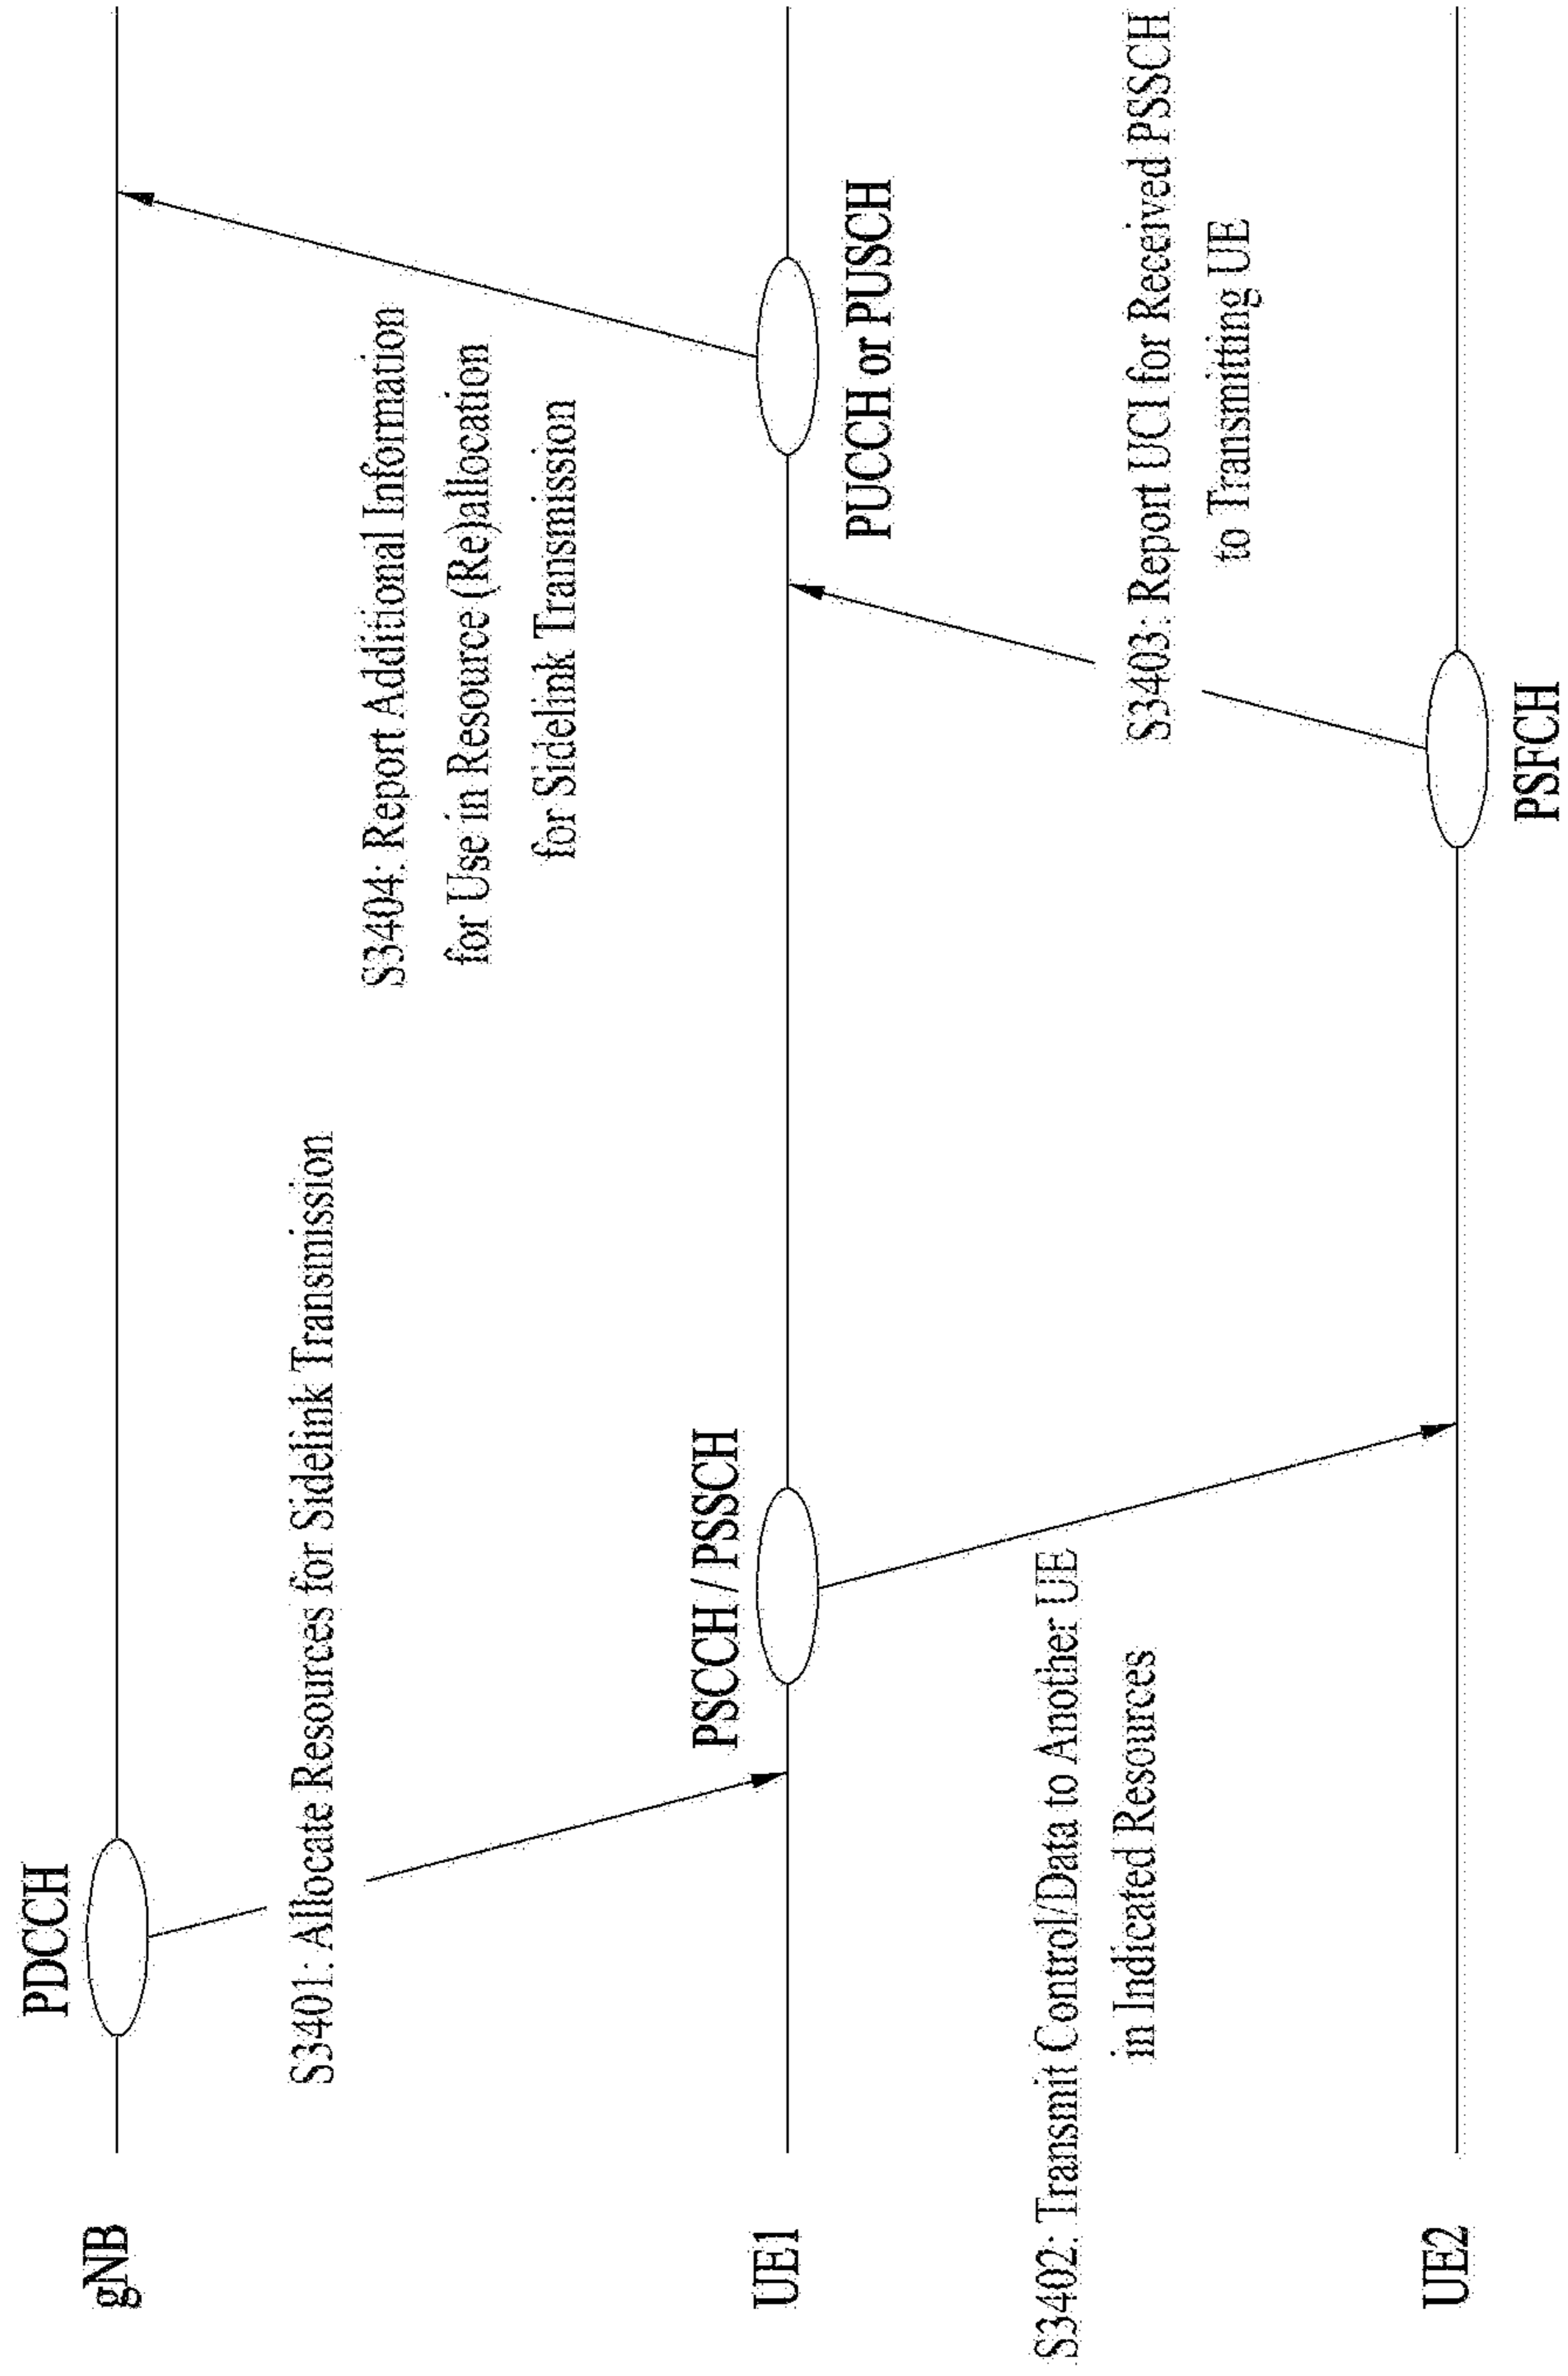 gNB
PDCCH
S3401: Allocate Resources for Sidelink Transmission
S3404: Report Additional Information
for Use in Resource (Re)allocation
for Sidelink Transmission
UE1
PSCCH / PSSCH
PUCCH or PUSCH
S3402: Transmit Control/Data to Another UE
in Indicated Resources
S3403: Report UCI for Received PSSCH
to Transmitting UE
UE2
PSFCH